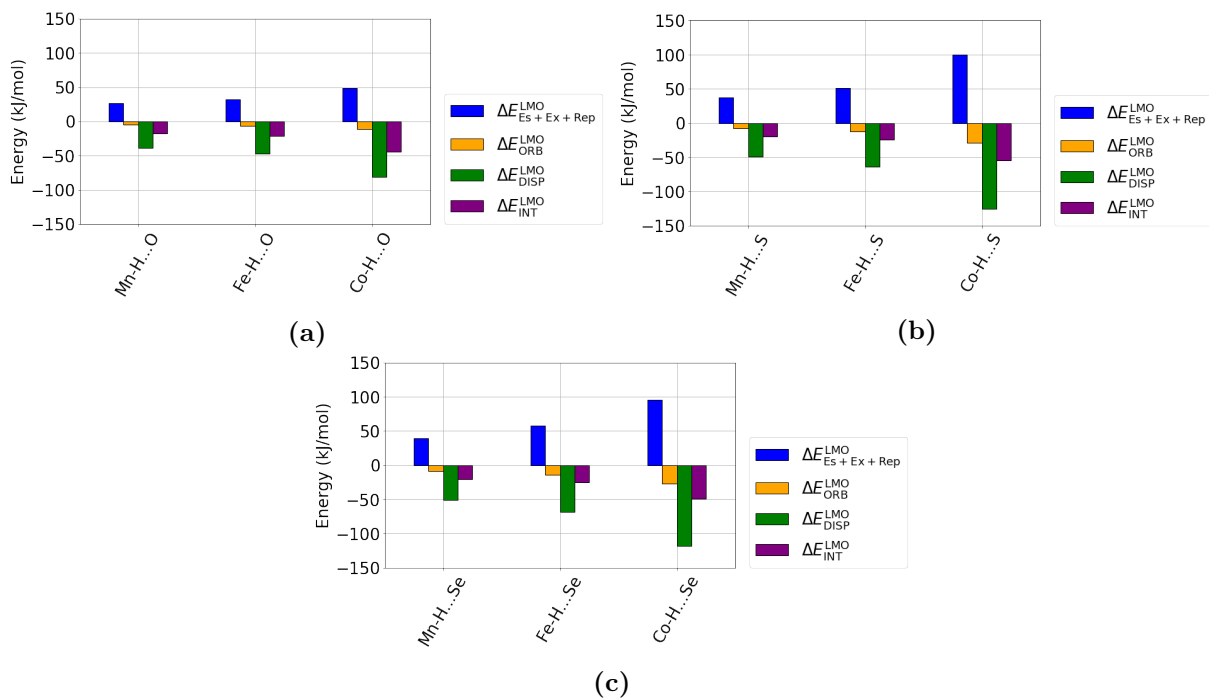 150
100
50
0
−50
−100
−150
Energy (kJ/mol)
Mn-H...O
Fe-H...O
Co-H...O
ΔE^LMO_Es + Ex + Rep
ΔE^LMO_ORB
ΔE^LMO_DISP
ΔE^LMO_INT
(a)
150
100
50
0
−50
−100
−150
Energy (kJ/mol)
Mn-H...S
Fe-H...S
Co-H...S
ΔE^LMO_Es + Ex + Rep
ΔE^LMO_ORB
ΔE^LMO_DISP
ΔE^LMO_INT
(b)
150
100
50
0
−50
−100
−150
Energy (kJ/mol)
Mn-H...Se
Fe-H...Se
Co-H...Se
ΔE^LMO_Es + Ex + Rep
ΔE^LMO_ORB
ΔE^LMO_DISP
ΔE^LMO_INT
(c)